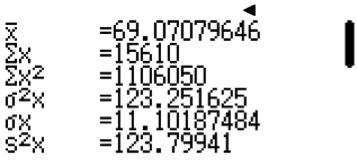 x̅ =69.07079646
Σx =15610
Σx² =1106050
σ²x =123.251625
σx =11.10187484
s²x =123.79941